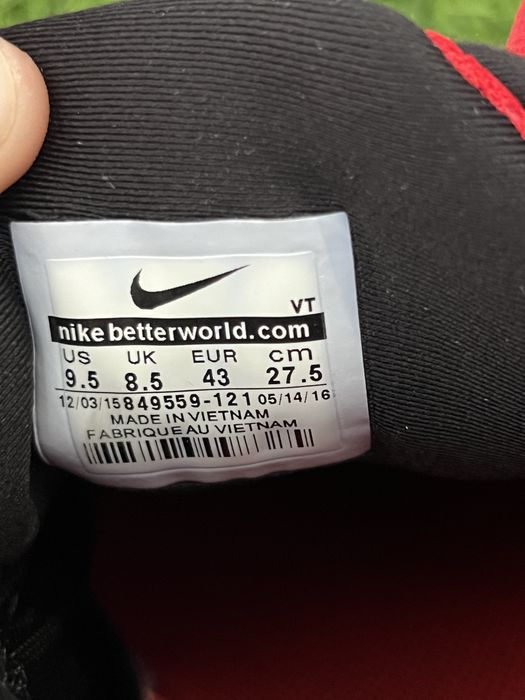 VT
nikebetterworld.com
US UK EUR cm
9.5 8.5 43 27.5
12/03/15 849559-121 05/14/16
MADE IN VIETNAM
FABRIQUE AU VIETNAM